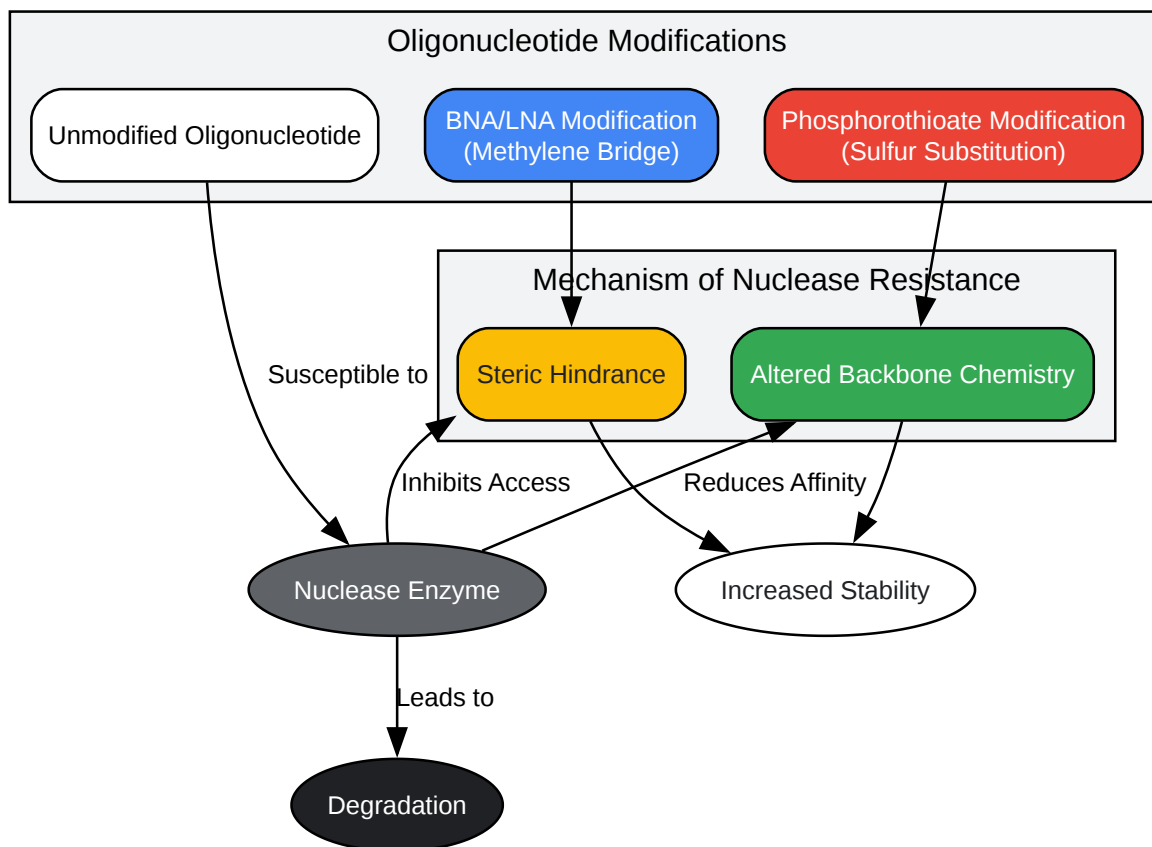 Oligonucleotide Modifications
Unmodified Oligonucleotide
BNA/LNA Modification
(Methylene Bridge)
Phosphorothioate Modification
(Sulfur Substitution)
Mechanism of Nuclease Resistance
Susceptible to
Steric Hindrance
Altered Backbone Chemistry
Inhibits Access
Reduces Affinity
Nuclease Enzyme
Increased Stability
Leads to
Degradation